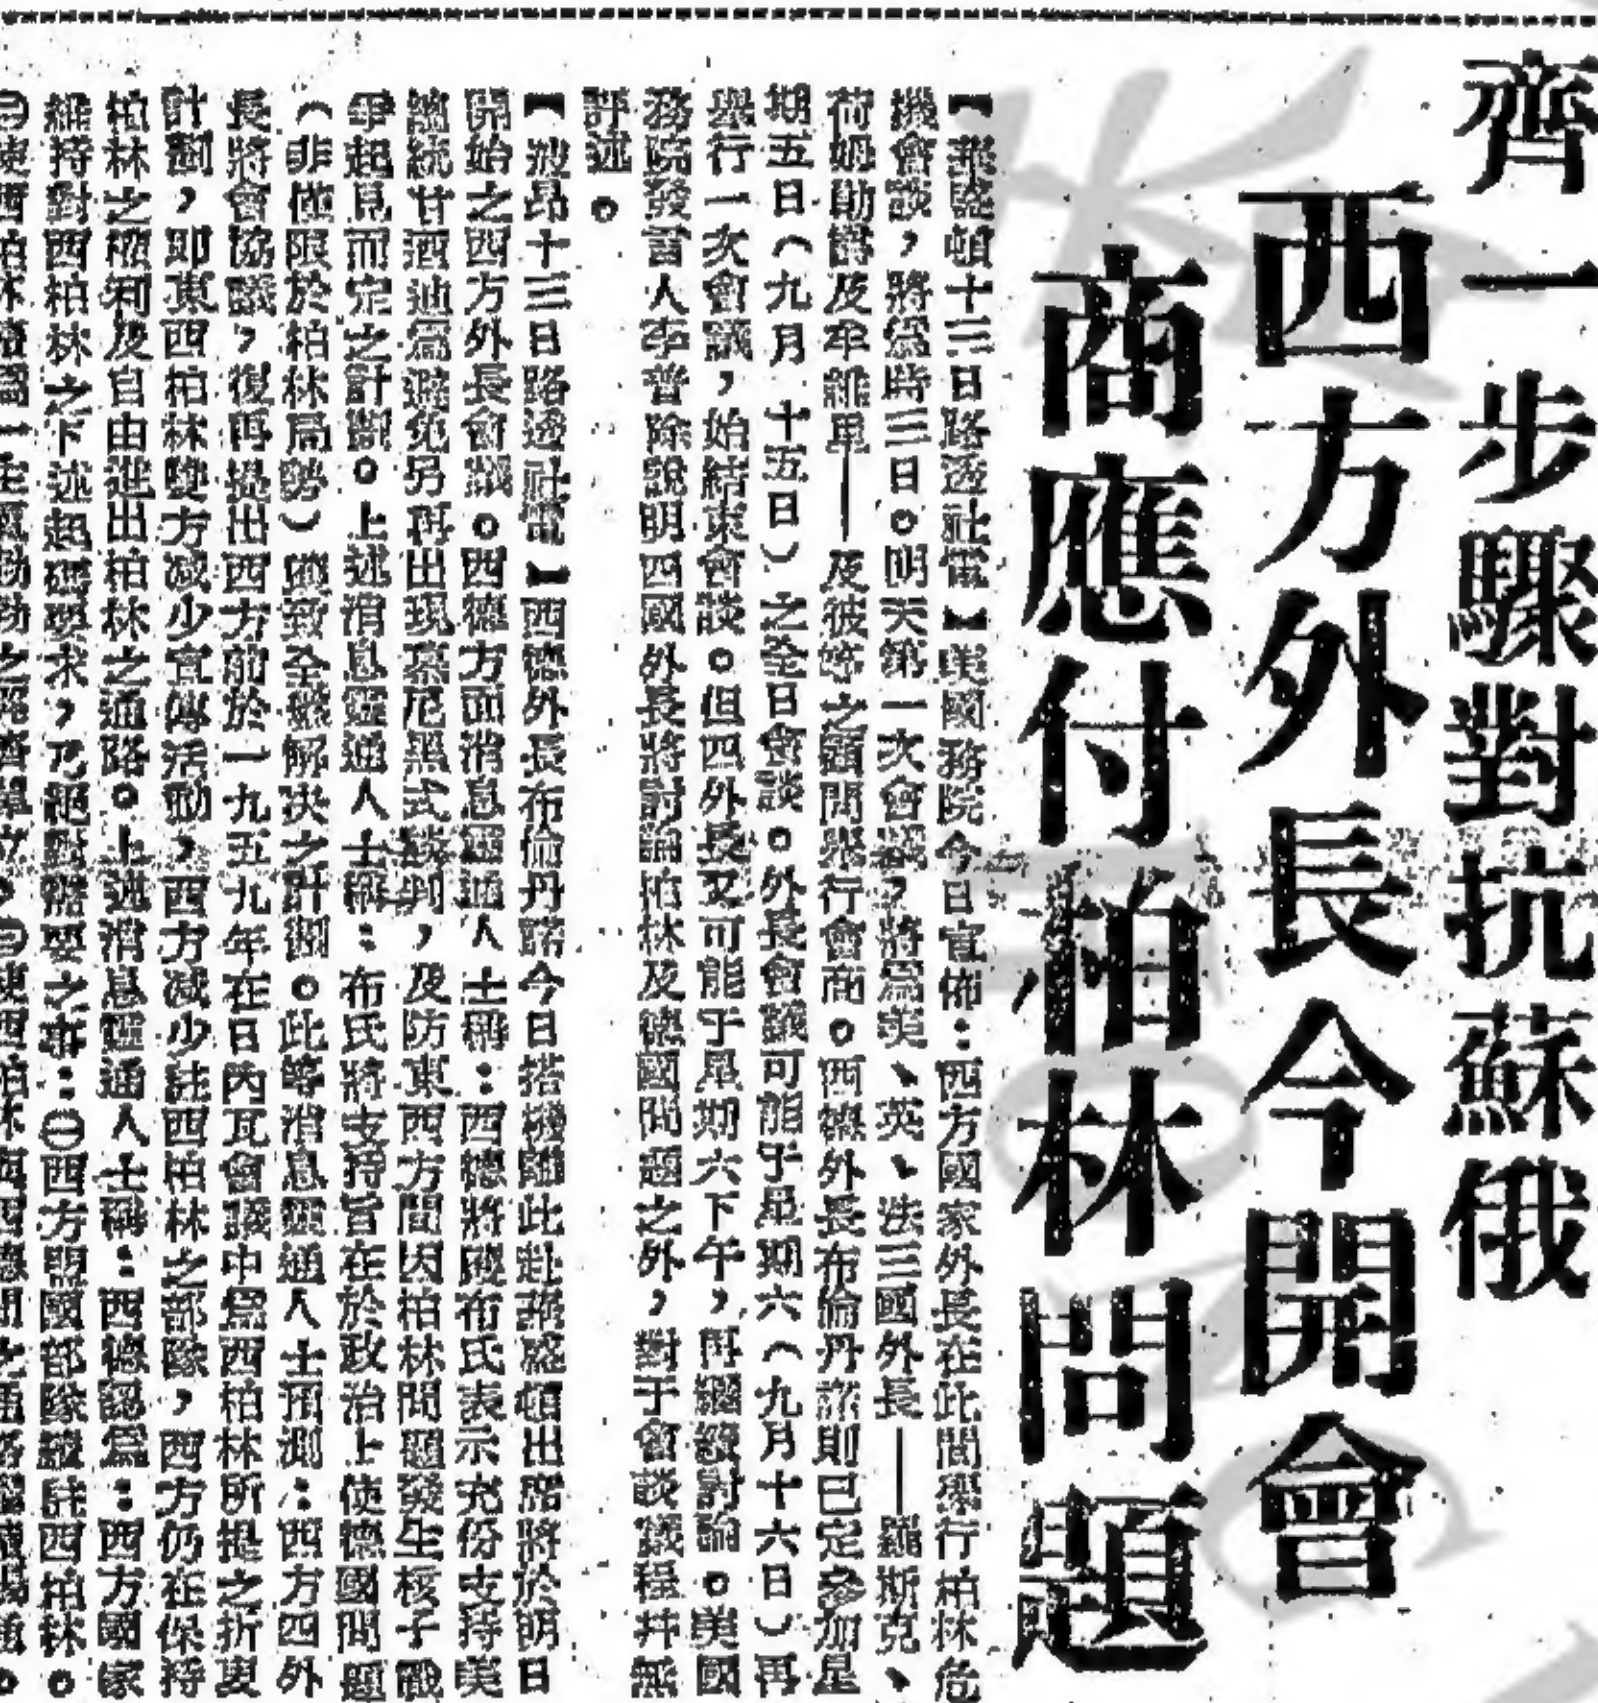 齊一步驟對抗蘇俄
西方外長今開會
商應付柏林問題
【華盛頓十三日路透社電】美國務院今日宣佈:西方國家外長在此間舉行柏林危
機會談,將為時三日。明天第一次會議,將為美、英、法三國外長——羅斯克、
荷姆勛爵及牟維里——及彼等之顧問舉行會商。西德外長布倫丹諾則已定參加星
期五日(九月十五日)之全日會談。外長會議可能于星期六(九月十六日)再
舉行一次會議,始結束會談。但四外長又可能于星期六下午,再繼續討論。美國
務院發言人李普除說明四國外長將討論柏林及德國問題之外,對于會談議程并無
評述。
【波昂十三日路透社電】西德外長布倫丹諾今日搭機離此赴華盛頓出席將於明日
開始之西方外長會議。西德方面消息靈通人士稱:西德將囑布氏表示充份支持美
總統甘迺迪為避免另再出現慕尼黑式談判,及防東西方間因柏林問題發生核子戰
爭起見而定之計劃。上述消息靈通人士稱:布氏將支持旨在於政治上使德國問題
(非僅限於柏林局勢)獲致全盤解決之計劃。此等消息靈通人士預測:西方四外
長將會協議,復再提出西方前於一九五九年在日內瓦會議中為西柏林所提之折衷
計劃,即東西柏林雙方減少宣傳活動,西方減少駐西柏林之部隊,西方仍在保持
柏林之權利及自由進出柏林之通路。上述消息靈通人士稱:西德認為:西方國家
維持對西柏林之下述起碼要求,乃絕對需要之事:㊀西方盟國部隊續駐西柏林。